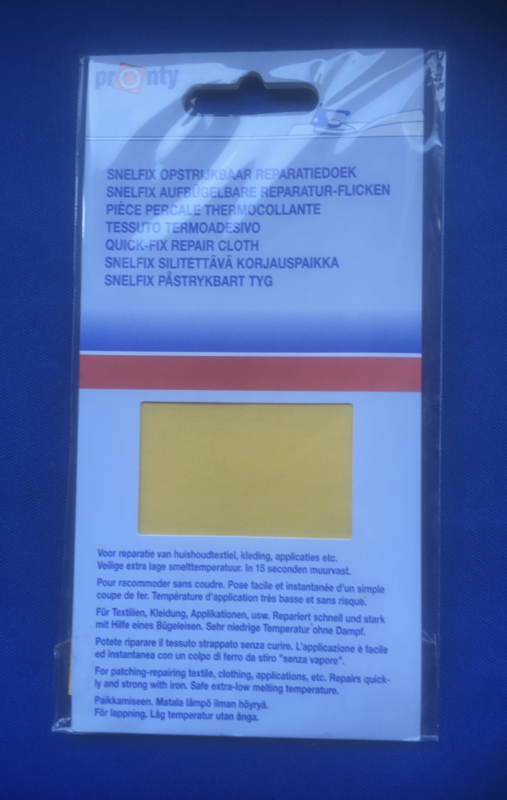 pronty
SNELFIX OPSTRIJKBAAR REPARATIEDOEK
SNELFIX AUFBÜGELBARE REPARATUR-FLICKEN
PIÈCE PERCALE THERMOCOLLANTE
TESSUTO TERMOADESIVO
QUICK-FIX REPAIR CLOTH
SNELFIX SILITETTÄVÄ KORJAUSPAIKKA
SNELFIX PÅSTRYKBART TYG
Voor reparatie van huishoudtextiel, kleding, applicaties etc.
Veilige extra lage smelttemperatuur. In 15 seconden muurvast.
Pour raccommoder sans coudre. Pose facile et instantanée d'un simple
coupe de fer. Température d'application très basse et sans risque.
Für Textilien, Kleidung, Applikationen, usw. Repariert schnell und stark
mit Hilfe eines Bügeleisen. Sehr niedrige Temperatur ohne Dampf.
Potete riparare il tessuto strappato senza curire. L'applicazione è facile
ed instantanea con un colpo di ferro da stiro "senza vapore".
For patching-repairing textile, clothing, applications, etc. Repairs quick-
ly and strong with iron. Safe extra-low melting temperature.
Paikkamiseen. Matala lämpö ilman höyryä.
För lappning. Låg temperatur utan ånga.